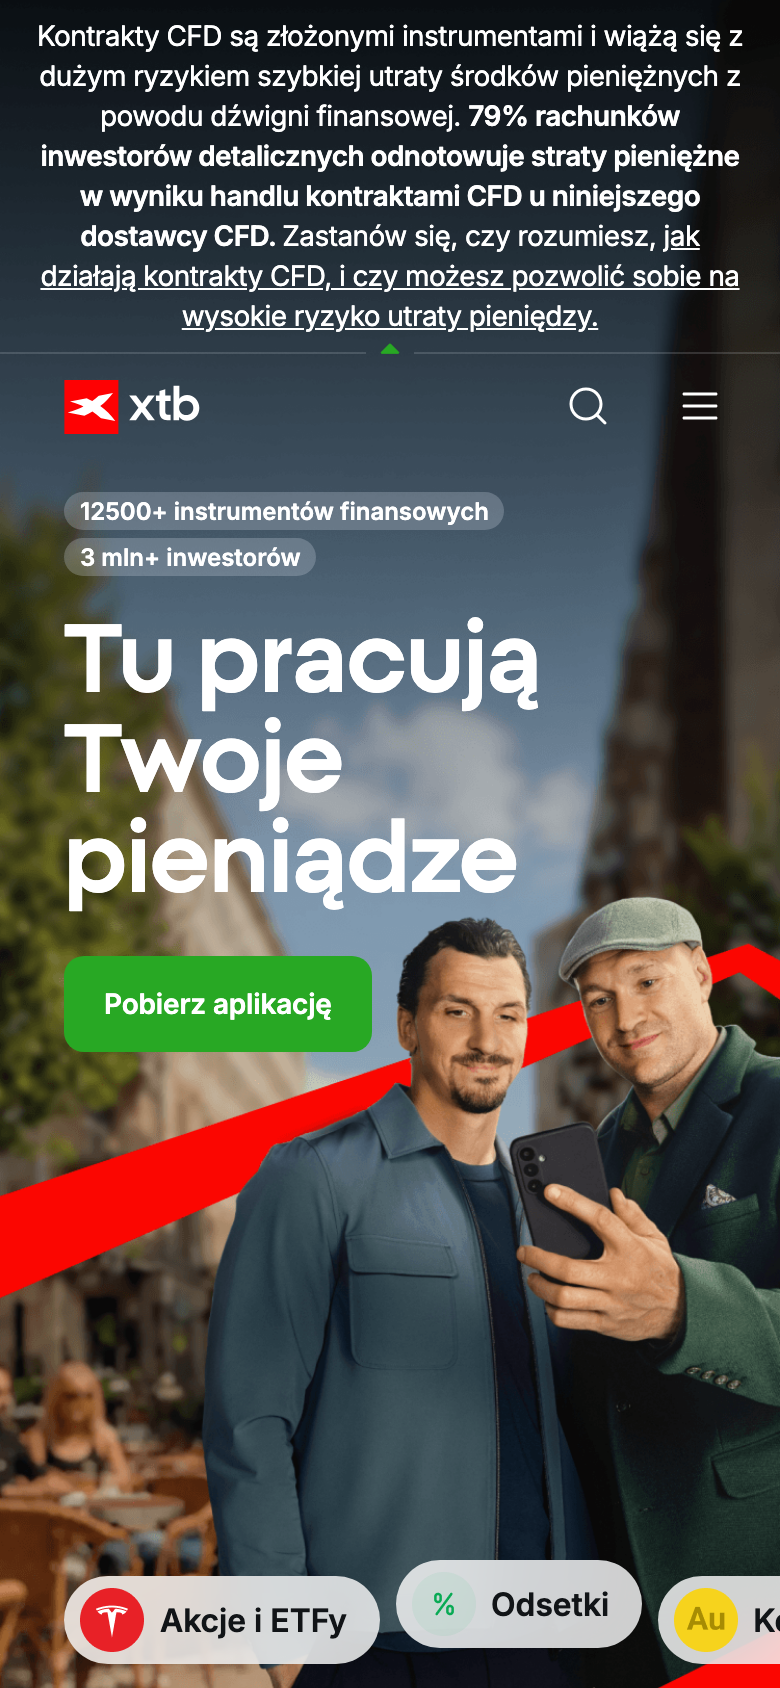 Kontrakty CFD są złożonymi instrumentami i wiążą się z
dużym ryzykiem szybkiej utraty środków pieniężnych z
powodu dźwigni finansowej. 79% rachunków
inwestorów detalicznych odnotowuje straty pieniężne
w wyniku handlu kontraktami CFD u niniejszego
dostawcy CFD. Zastanów się, czy rozumiesz, jak
działają kontrakty CFD, i czy możesz pozwolić sobie na
wysokie ryzyko utraty pieniędzy.
xtb
12500+ instrumentów finansowych
3 mln+ inwestorów
Tu pracują
Twoje
pieniądze
Pobierz aplikację
Akcje i ETFy
% Odsetki
Au